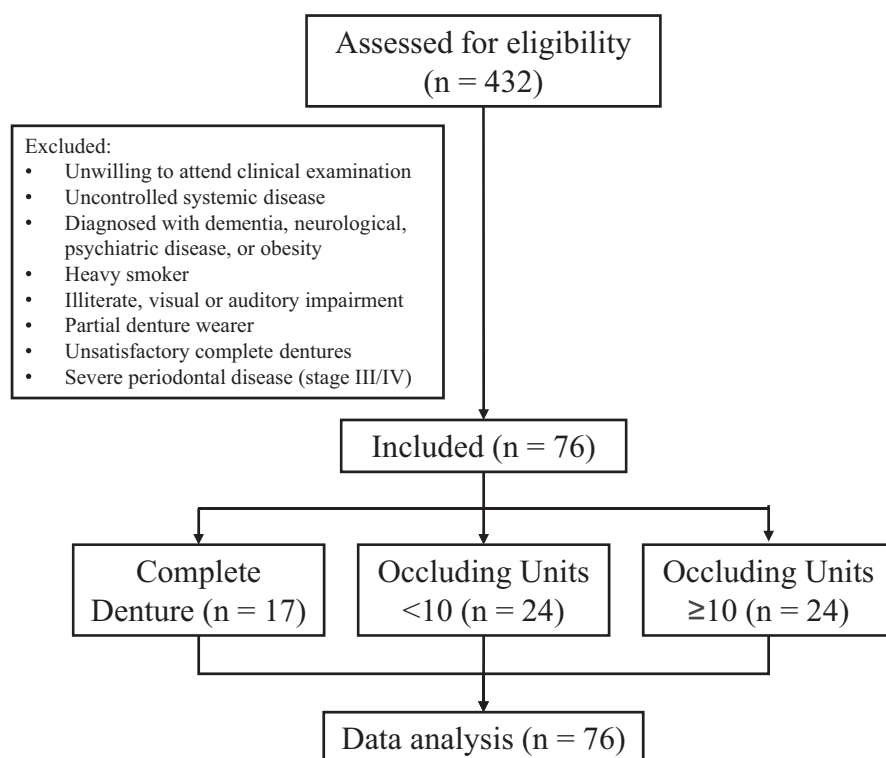 Assessed for eligibility
(n = 432)
Excluded:
• Unwilling to attend clinical examination
• Uncontrolled systemic disease
• Diagnosed with dementia, neurological,
psychiatric disease, or obesity
• Heavy smoker
• Illiterate, visual or auditory impairment
• Partial denture wearer
• Unsatisfactory complete dentures
• Severe periodontal disease (stage III/IV)
Included (n = 76)
Complete
Denture (n = 17)
Occluding Units
<10 (n = 24)
Occluding Units
≥10 (n = 24)
Data analysis (n = 76)